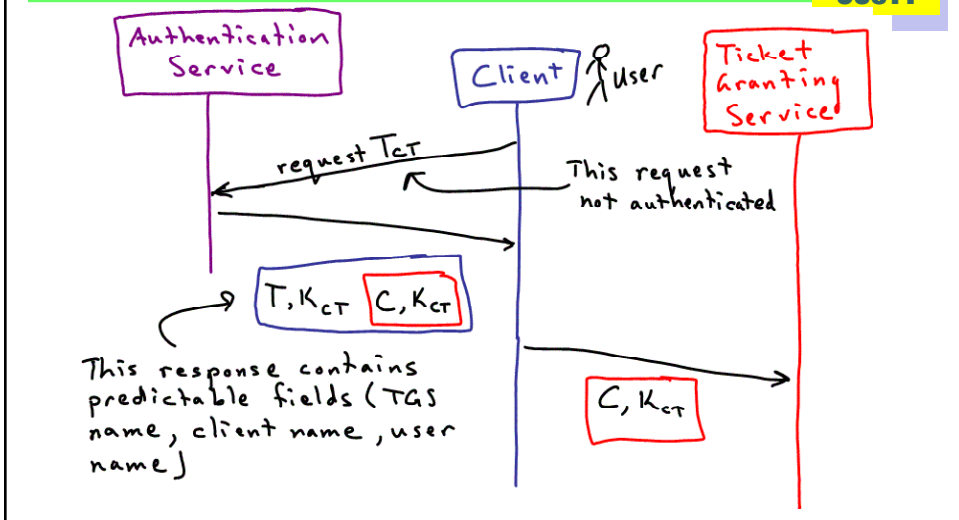 Authentication
Service
Client
User
Ticket
Granting
Service
request T_CT
This request
not authenticated
T, K_CT C, K_CT
This response contains
predictable fields (TGS
name, client name, user
name)
C, K_CT